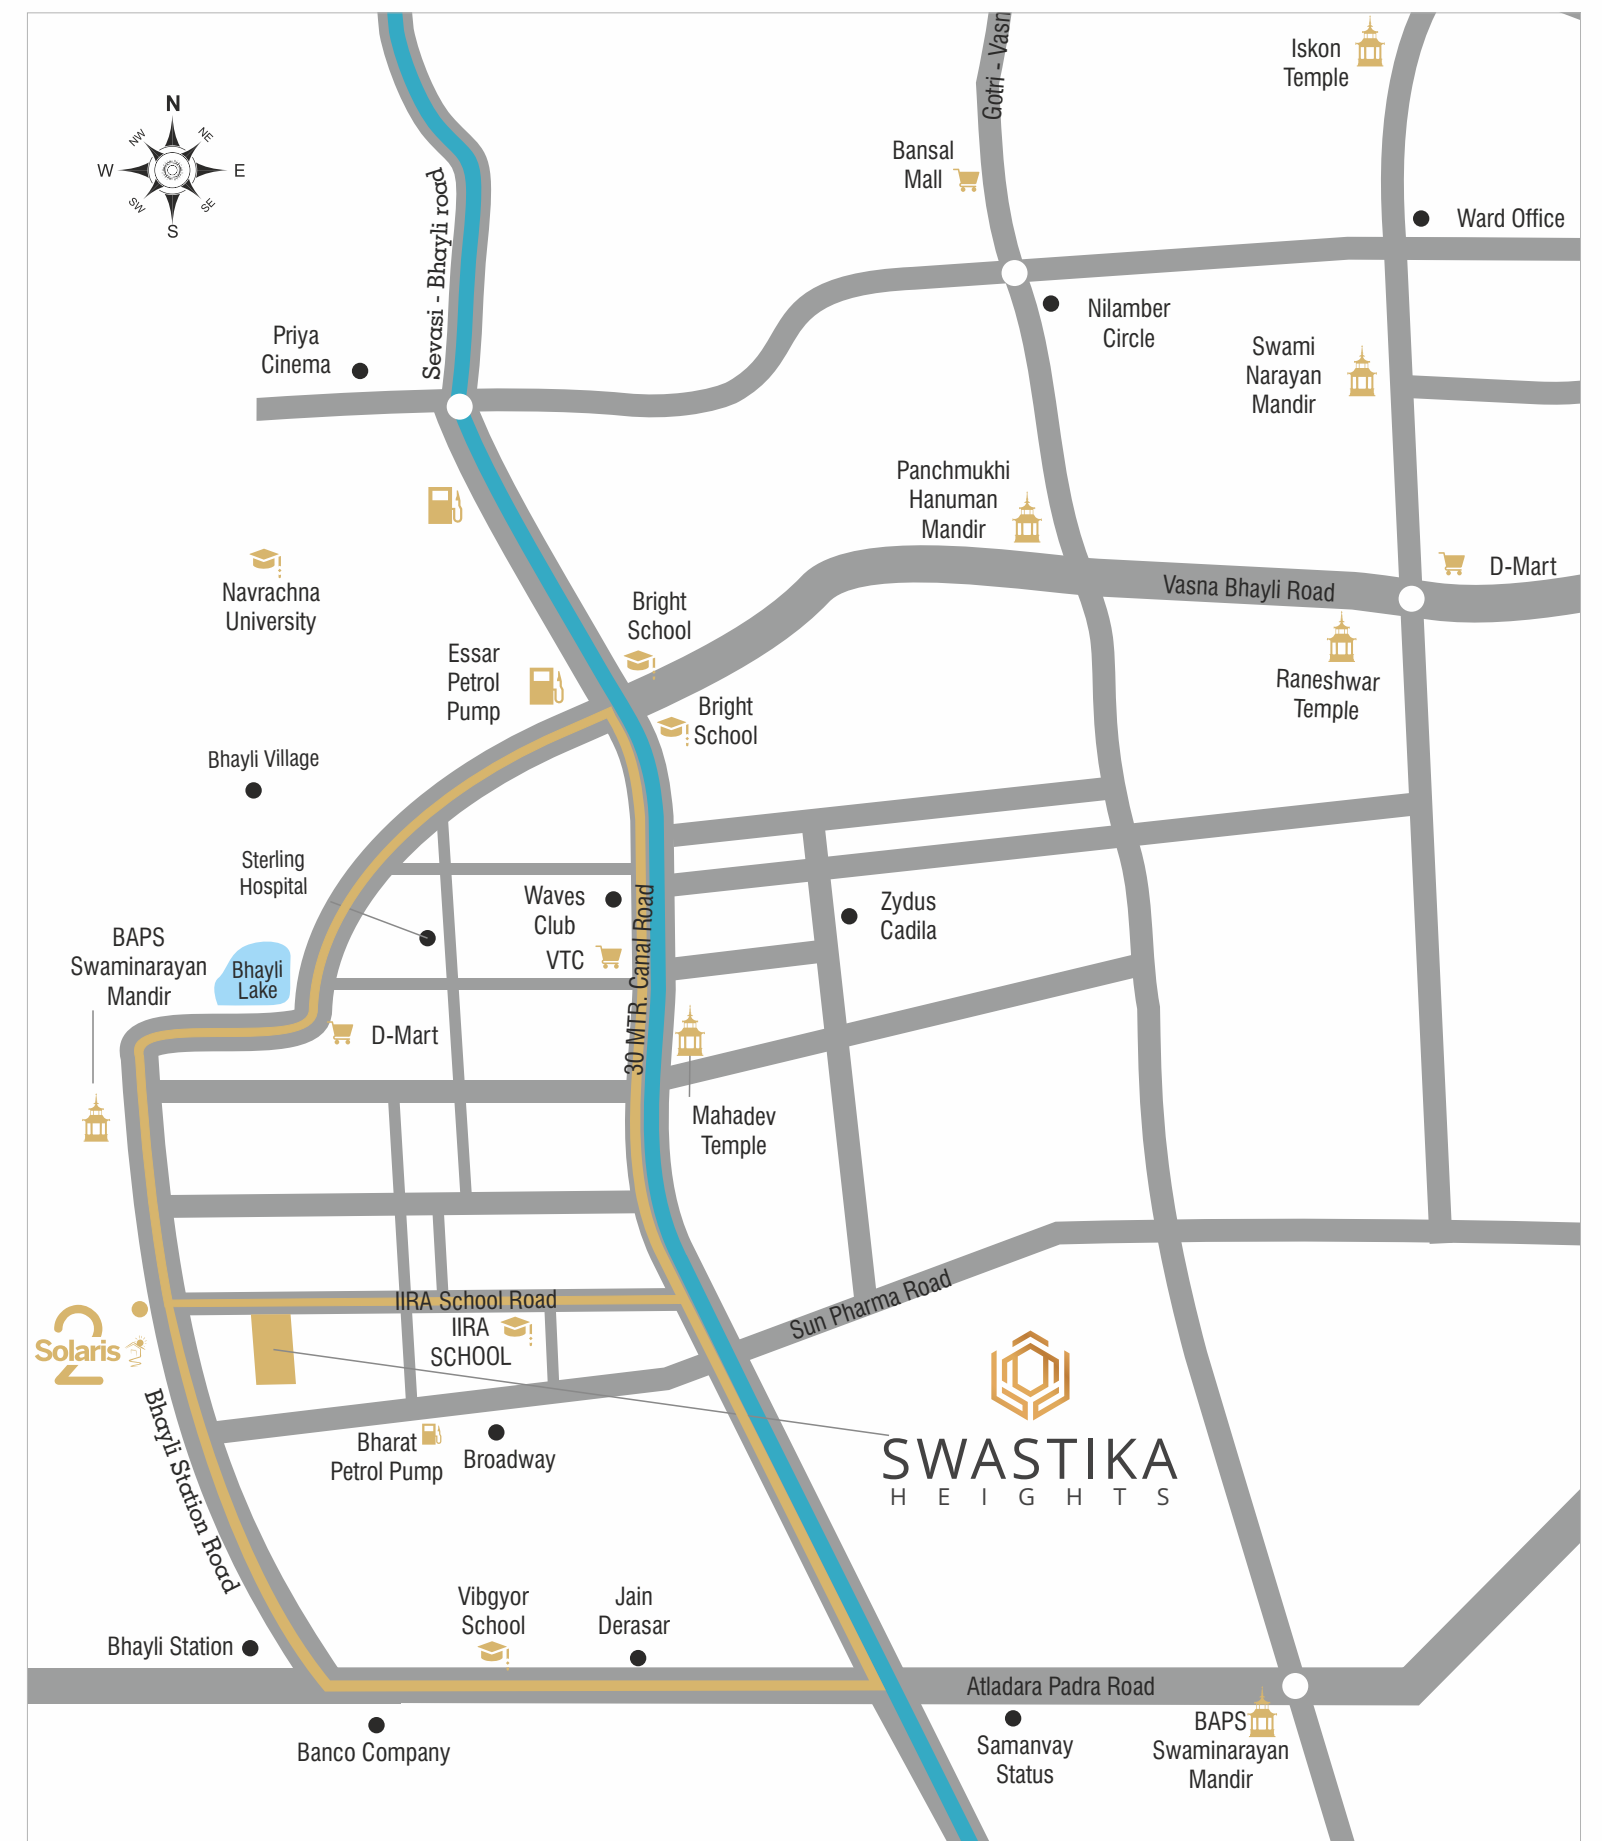 Iskon
Temple
Gotri - Vasn
N
NW
NE
W
E
SW
SE
S
Bansal
Mall
Ward Office
Sevasi - Bhayli road
Nilamber
Circle
Priya
Cinema
Swami
Narayan
Mandir
Panchmukhi
Hanuman
Mandir
D-Mart
Vasna Bhayli Road
Navrachna
University
Bright
School
Essar
Petrol
Pump
Raneshwar
Temple
Bright
School
Bhayli Village
Sterling
Hospital
Waves
Club
VTC
30 MTR. Canal Road
Zydus
Cadila
BAPS
Swaminarayan
Mandir
Bhayli
Lake
D-Mart
Mahadev
Temple
IIRA School Road
IIRA
SCHOOL
Sun Pharma Road
2
Solaris
Bhayli Station Road
Bharat
Petrol Pump
Broadway
SWASTIKA
HEIGHTS
Vibgyor
School
Jain
Derasar
Bhayli Station
Atladara Padra Road
Banco Company
Samanvay
Status
BAPS
Swaminarayan
Mandir